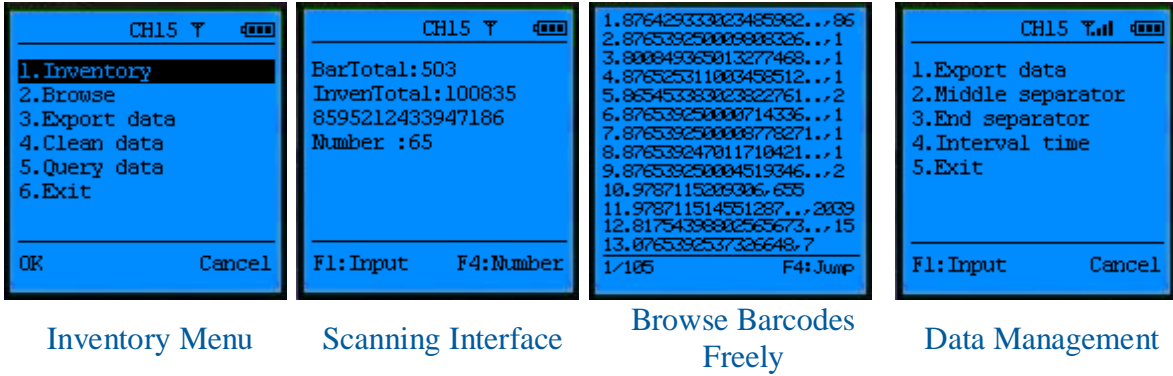 CH15
1.Inventory
2.Browse
3.Export data
4.Clean data
5.Query data
6.Exit
OK Cancel
Inventory Menu
CH15
BarTotal:503
InvenTotal:100835
8595212433947186
Number :65
F1:Input F4:Number
Scanning Interface
1.876429333023485982..,86
2.876539250009808326..,1
3.800849365013277468..,1
4.876525311003458512..,1
5.865453383023822761..,2
6.876539250000714336..,1
7.876539250008778271..,1
8.876539247011710421..,1
9.876539250004519346..,2
10.9787115209306,655
11.978711514551287..,2039
12.81754398802565673..,15
13.0765392537326648,7
1/105 F4:Jump
Browse Barcodes
Freely
CH15
1.Export data
2.Middle separator
3.End separator
4.Interval time
5.Exit
F1:Input Cancel
Data Management